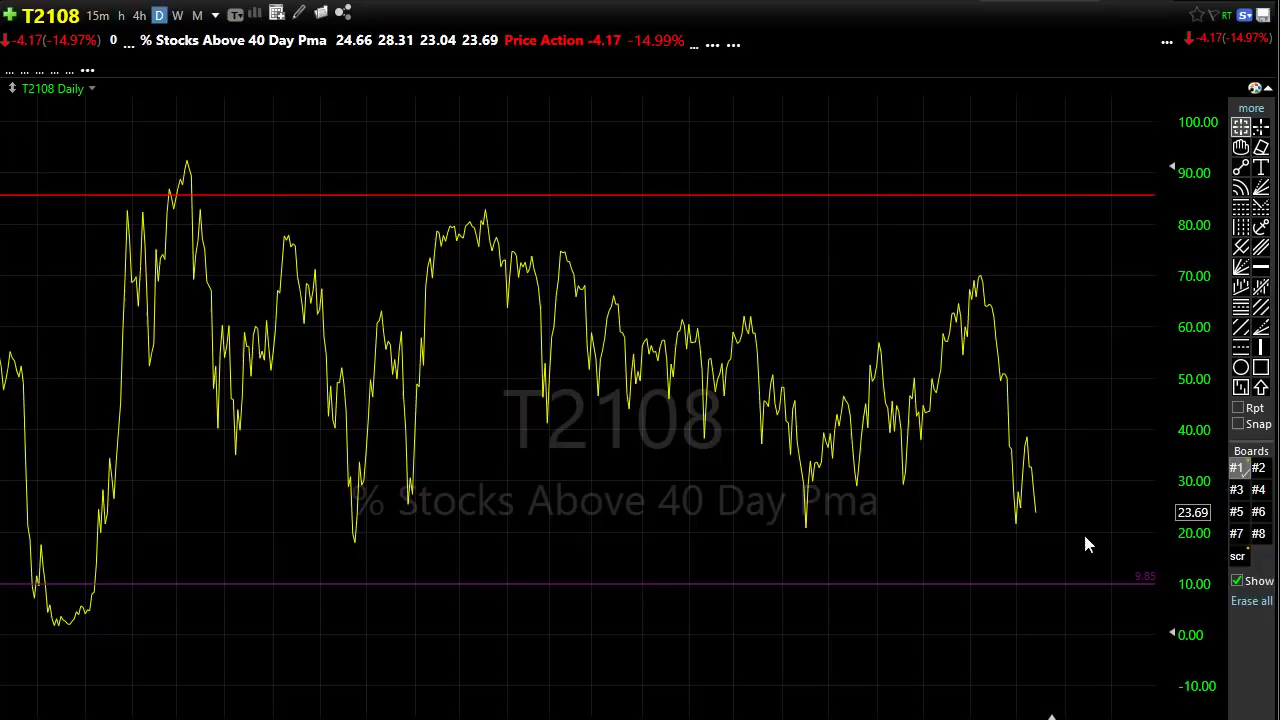 T2108 15m h 4h D W M T RT S
-4.17(-14.97%) 0 ... % Stocks Above 40 Day Pma 24.66 28.31 23.04 23.69 Price Action -4.17 -14.99% ... ... ... ... -4.17(-14.97%)
... ... ... ... ... ...
T2108 Daily
more
100.00
90.00
80.00
70.00
60.00
50.00
40.00
30.00
23.69
20.00
9.85
10.00
0.00
-10.00
T2108
% Stocks Above 40 Day Pma
T
Rpt
Snap
Boards
#1 #2
#3 #4
#5 #6
#7 #8
scr
Show
Erase all